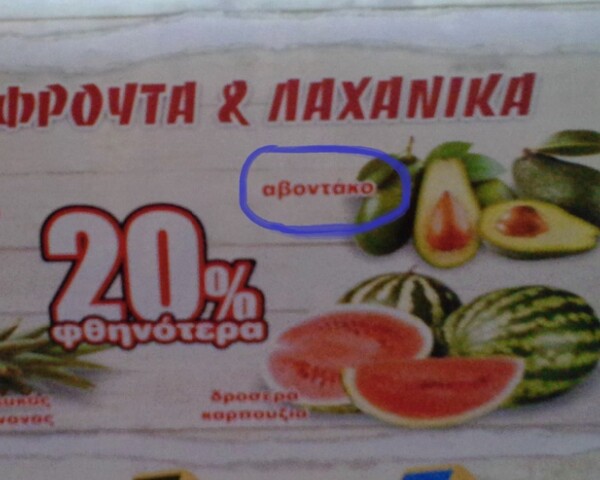 ΦΡΟΥΤΑ & ΛΑΧΑΝΙΚΑ
αβοντάκο
20%
φθηνότερα
δροσερά
καρπούζια